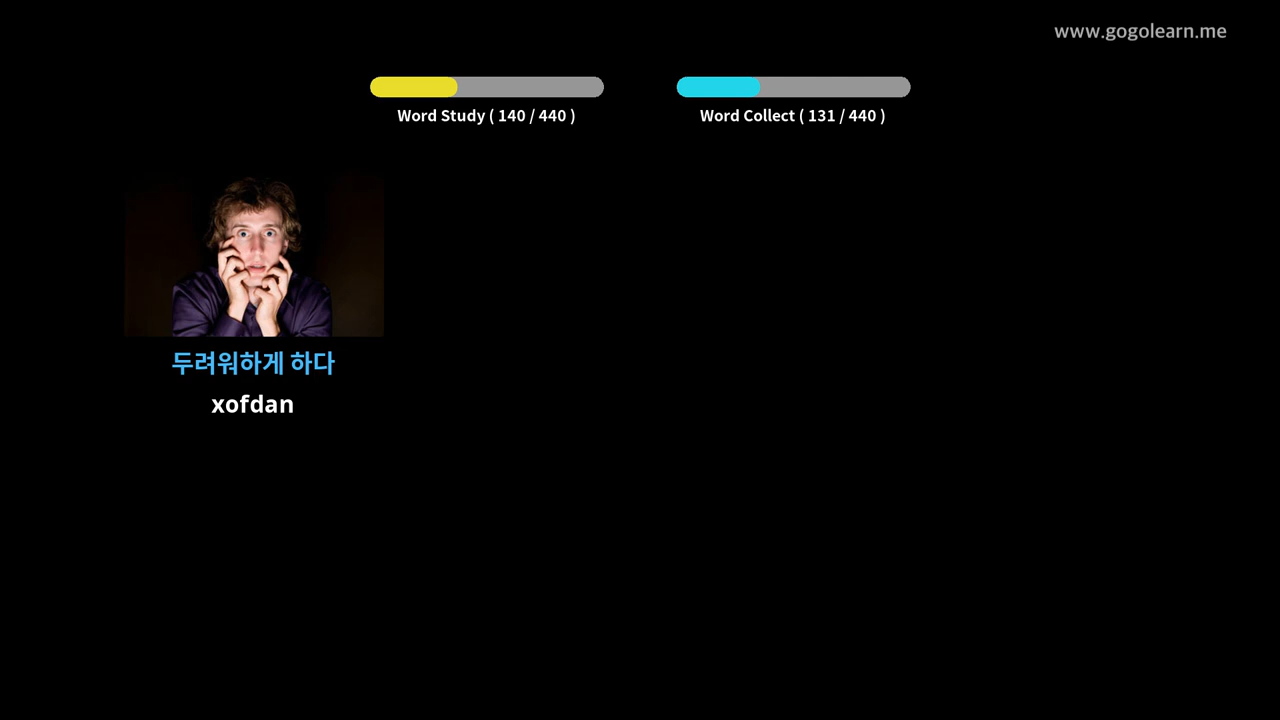 www.gogolearn.me
Word Study ( 140 / 440 )
Word Collect ( 131 / 440 )
두려워하게 하다
xofdan